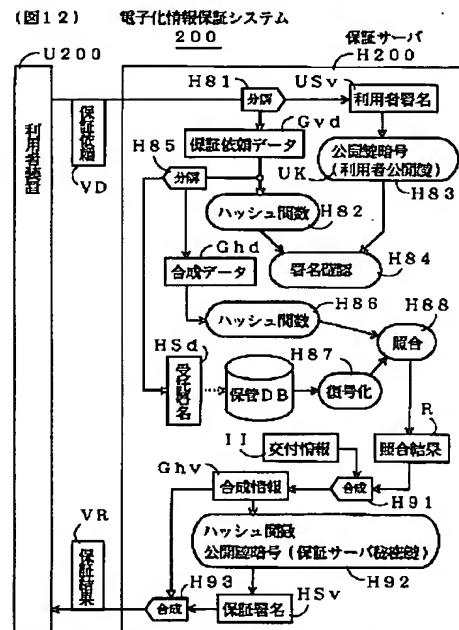 (図12) 電子化情報保証システム
200
U200
保証サーバ
H200
H81
USv
分解
利用者署名
利用者装置
保証依頼
VD
H85
Gvd
分解
保証依頼データ
公開鍵暗号
(利用者公開鍵)
UK
H83
ハッシュ関数
H82
Ghd
合成データ
署名確認
H84
H86
H88
ハッシュ関数
照合
HSd
H87
受託署名
保管DB
復号化
R
II
交付情報
照合結果
Ghv
合成情報
合成
H91
VR
保証結果
ハッシュ関数
公開鍵暗号(保証サーバ秘密鍵)
H93
H92
合成
保証署名
HSv